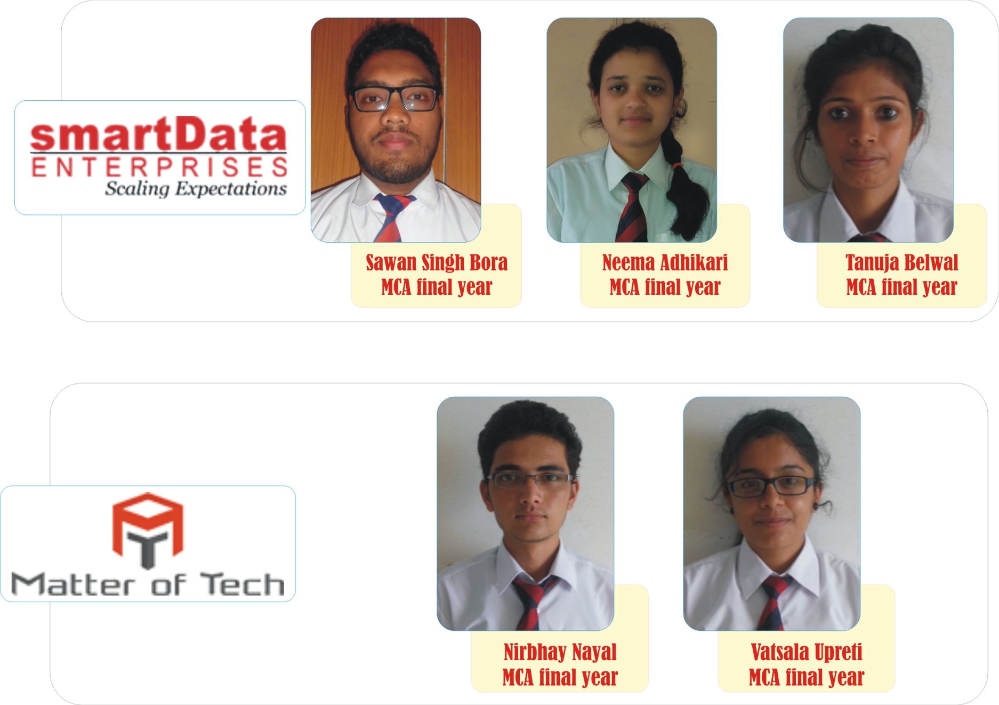 smartData
ENTERPRISES
Scaling Expectations
Sawan Singh Bora
MCA final year
Neema Adhikari
MCA final year
Tanuja Belwal
MCA final year
Matter of Tech
Nirbhay Nayal
MCA final year
Vatsala Upreti
MCA final year